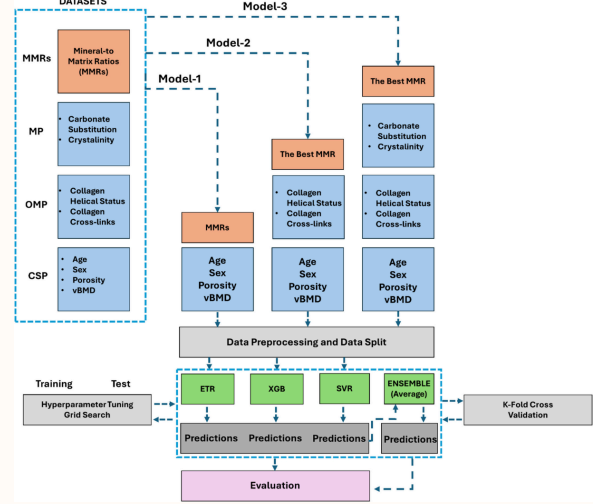 DATASETS
Model-3
Model-2
Model-1
MMRs
Mineral-to
Matrix Ratios
(MMRs)
MP
• Carbonate
Substitution
• Crystalinity
OMP
• Collagen
Helical Status
• Collagen
Cross-links
CSP
• Age
• Sex
• Porosity
• vBMD
MMRs
Age
Sex
Porosity
vBMD
The Best MMR
• Collagen
Helical Status
• Collagen
Cross-links
Age
Sex
Porosity
vBMD
The Best MMR
• Carbonate
Substitution
• Crystalinity
• Collagen
Helical Status
• Collagen
Cross-links
Age
Sex
Porosity
vBMD
Data Preprocessing and Data Split
Training Test
Hyperparameter Tuning
Grid Search
ETR
XGB
SVR
ENSEMBLE
(Average)
K-Fold Cross
Validation
Predictions Predictions Predictions
Predictions
Evaluation